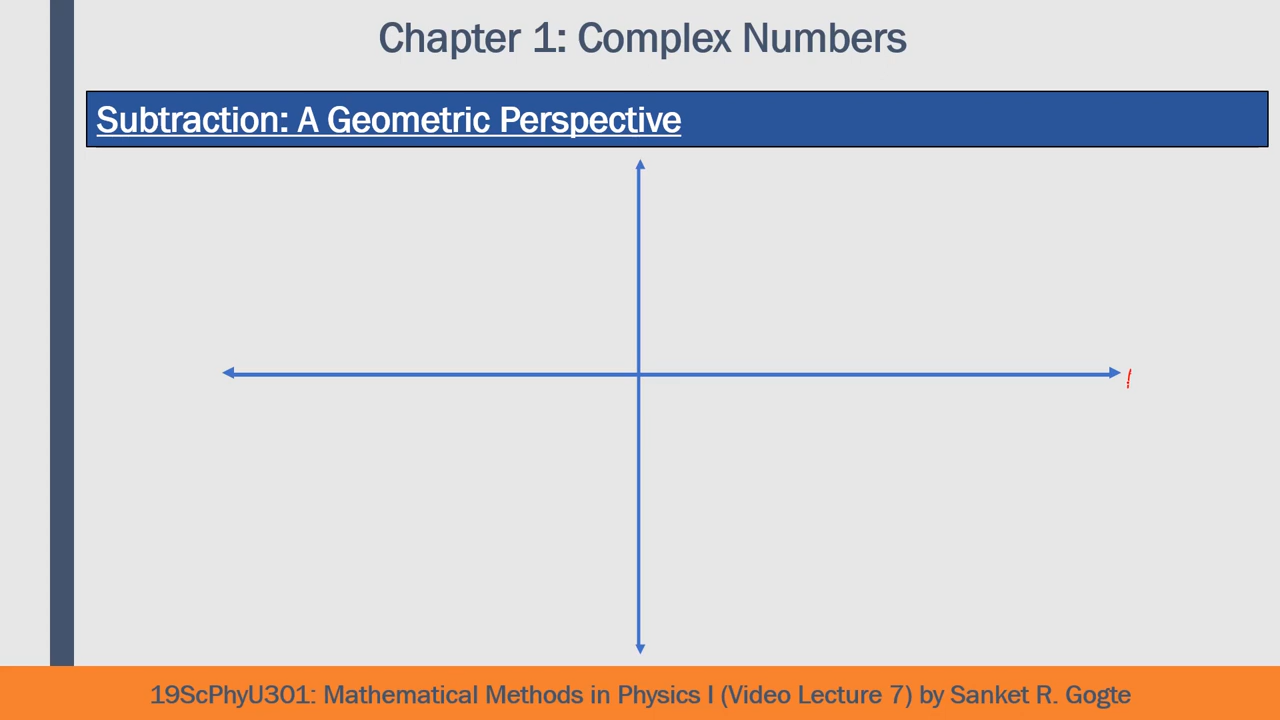 Chapter 1: Complex Numbers
Subtraction: A Geometric Perspective
19ScPhyU301: Mathematical Methods in Physics I (Video Lecture 7) by Sanket R. Gogte